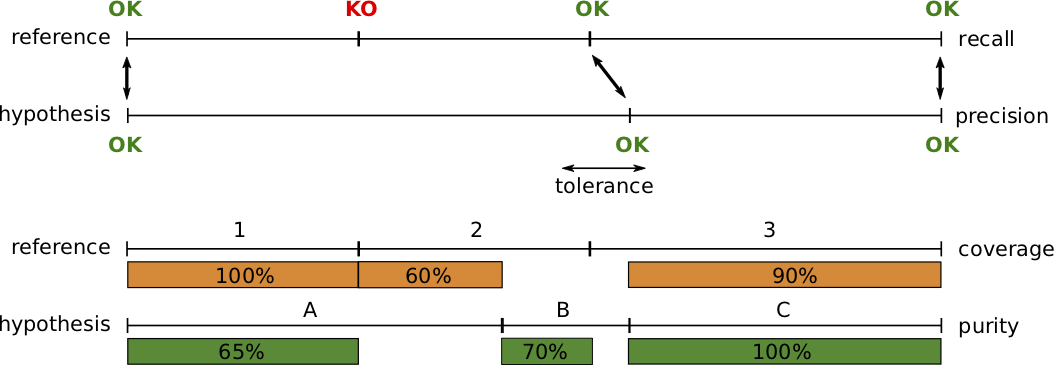 OK KO OK OK
reference recall
hypothesis precision
OK OK OK
tolerance
1 2 3
reference coverage
100% 60% 90%
A B C
hypothesis purity
65% 70% 100%